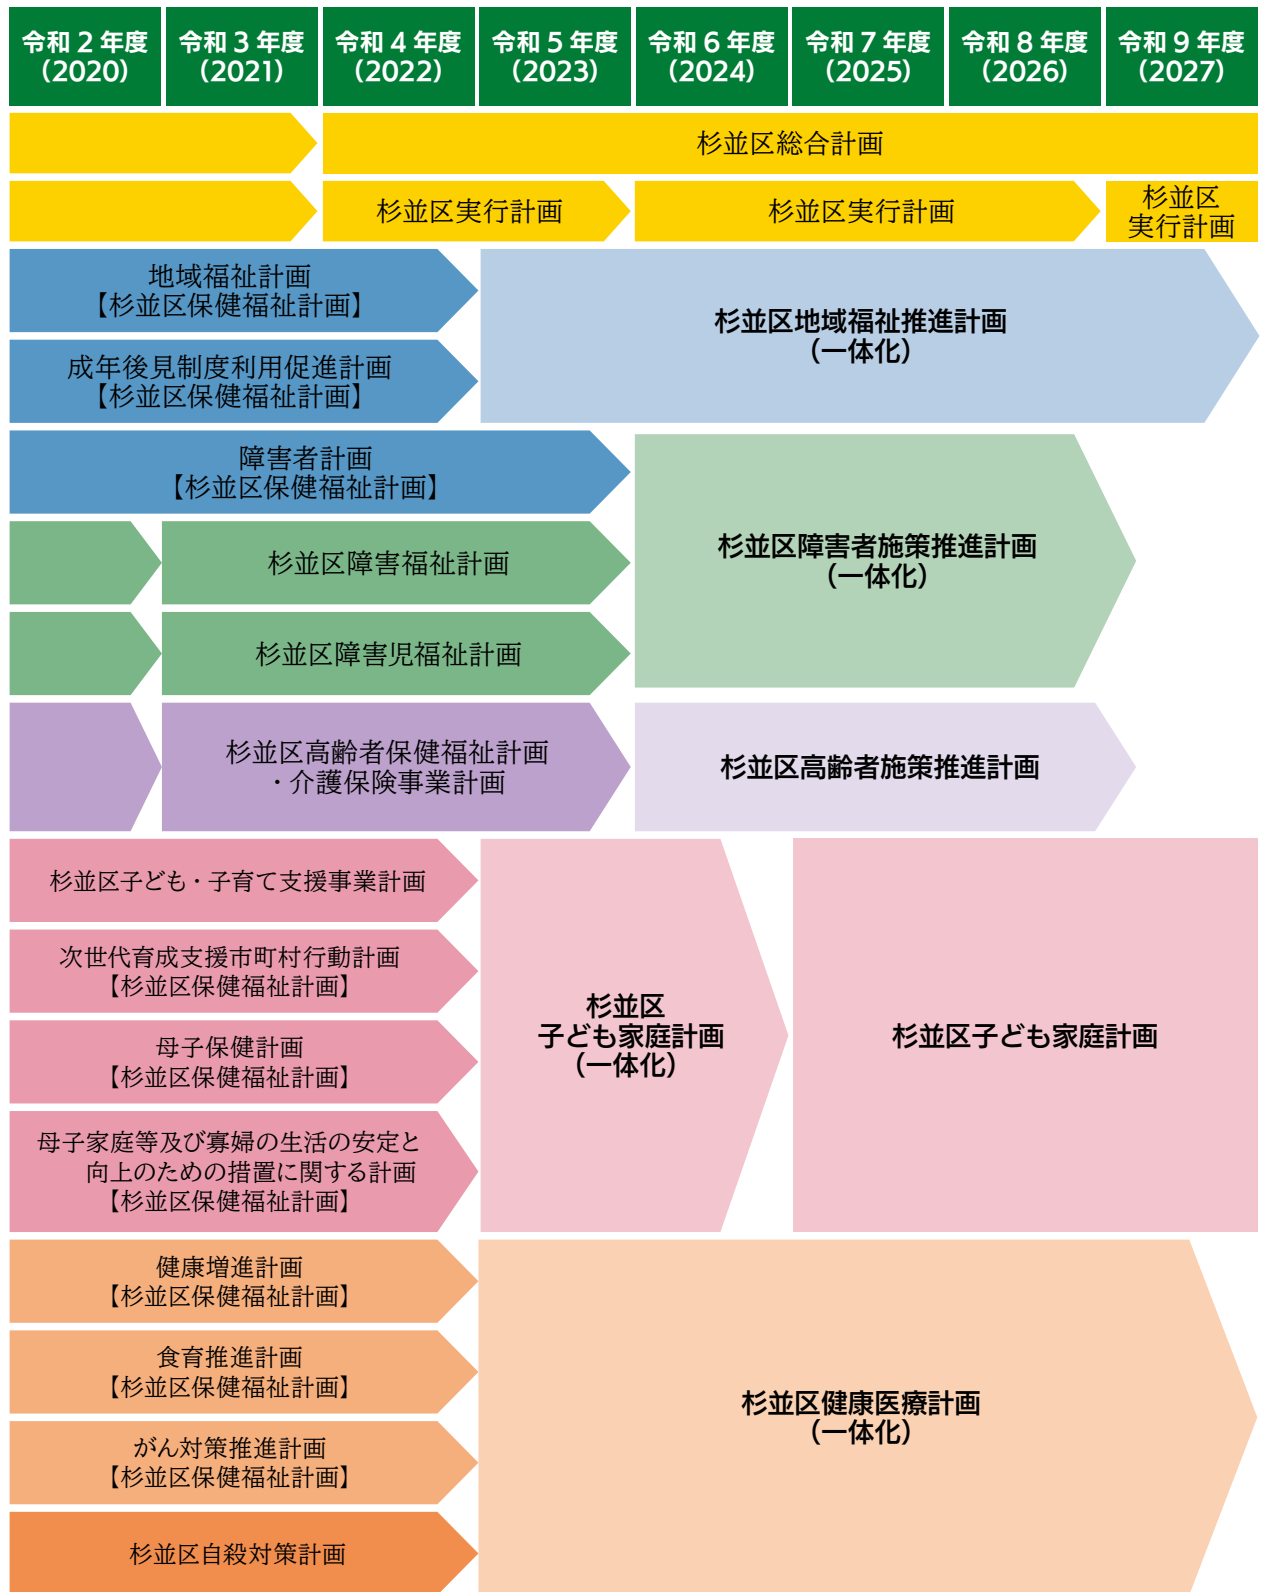 令和2年度
(2020)
令和3年度
(2021)
令和4年度
(2022)
令和5年度
(2023)
令和6年度
(2024)
令和7年度
(2025)
令和8年度
(2026)
令和9年度
(2027)
杉並区総合計画
杉並区実行計画
杉並区実行計画
杉並区
実行計画
地域福祉計画
【杉並区保健福祉計画】
成年後見制度利用促進計画
【杉並区保健福祉計画】
杉並区地域福祉推進計画
(一体化)
障害者計画
【杉並区保健福祉計画】
杉並区障害福祉計画
杉並区障害児福祉計画
杉並区障害者施策推進計画
(一体化)
杉並区高齢者保健福祉計画
・介護保険事業計画
杉並区高齢者施策推進計画
杉並区子ども・子育て支援事業計画
次世代育成支援市町村行動計画
【杉並区保健福祉計画】
母子保健計画
【杉並区保健福祉計画】
母子家庭等及び寡婦の生活の安定と
向上のための措置に関する計画
【杉並区保健福祉計画】
杉並区
子ども家庭計画
(一体化)
杉並区子ども家庭計画
健康増進計画
【杉並区保健福祉計画】
食育推進計画
【杉並区保健福祉計画】
がん対策推進計画
【杉並区保健福祉計画】
杉並区自殺対策計画
杉並区健康医療計画
(一体化)